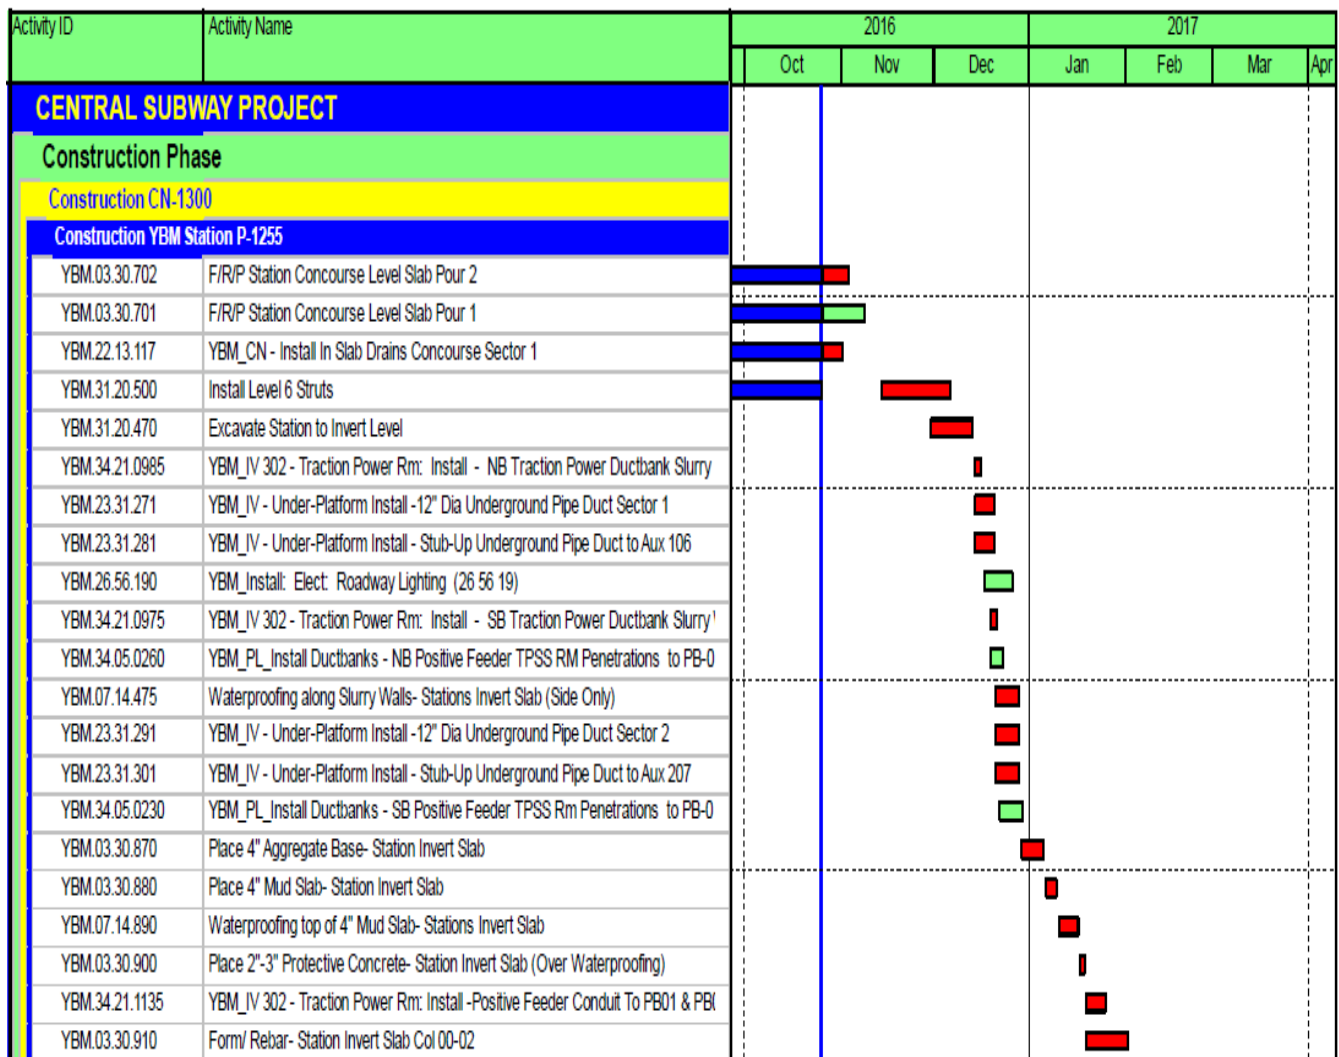 Activity ID Activity Name 2016 2017
Oct Nov Dec Jan Feb Mar Apr
CENTRAL SUBWAY PROJECT
Construction Phase
Construction CN-1300
Construction YBM Station P-1255
YBM.03.30.702 F/R/P Station Concourse Level Slab Pour 2
YBM.03.30.701 F/R/P Station Concourse Level Slab Pour 1
YBM.22.13.117 YBM_CN - Install In Slab Drains Concourse Sector 1
YBM.31.20.500 Install Level 6 Struts
YBM.31.20.470 Excavate Station to Invert Level
YBM.34.21.0985 YBM_IV 302 - Traction Power Rm: Install - NB Traction Power Ductbank Slurry
YBM.23.31.271 YBM_IV - Under-Platform Install -12" Dia Underground Pipe Duct Sector 1
YBM.23.31.281 YBM_IV - Under-Platform Install - Stub-Up Underground Pipe Duct to Aux 106
YBM.26.56.190 YBM_Install: Elect: Roadway Lighting (26 56 19)
YBM.34.21.0975 YBM_IV 302 - Traction Power Rm: Install - SB Traction Power Ductbank Slurry
YBM.34.05.0260 YBM_PL_Install Ductbanks - NB Positive Feeder TPSS RM Penetrations to PB-0
YBM.07.14.475 Waterproofing along Slurry Walls- Stations Invert Slab (Side Only)
YBM.23.31.291 YBM_IV - Under-Platform Install -12" Dia Underground Pipe Duct Sector 2
YBM.23.31.301 YBM_IV - Under-Platform Install - Stub-Up Underground Pipe Duct to Aux 207
YBM.34.05.0230 YBM_PL_Install Ductbanks - SB Positive Feeder TPSS Rm Penetrations to PB-0
YBM.03.30.870 Place 4" Aggregate Base- Station Invert Slab
YBM.03.30.880 Place 4" Mud Slab- Station Invert Slab
YBM.07.14.890 Waterproofing top of 4" Mud Slab- Stations Invert Slab
YBM.03.30.900 Place 2"-3" Protective Concrete- Station Invert Slab (Over Waterproofing)
YBM.34.21.1135 YBM_IV 302 - Traction Power Rm: Install -Positive Feeder Conduit To PB01 &
YBM.03.30.910 Form/ Rebar- Station Invert Slab Col 00-02